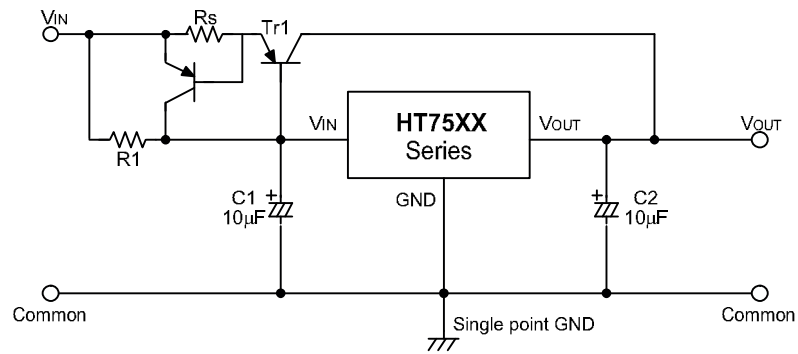 VIN
Rs
Tr1
R1
VIN
HT75XX
Series
VOUT
VOUT
GND
C1
10μF
C2
10μF
Common
Common
Single point GND